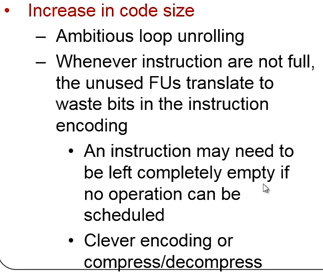 • Increase in code size
– Ambitious loop unrolling
– Whenever instruction are not full,
the unused FUs translate to
waste bits in the instruction
encoding
• An instruction may need to
be left completely empty if
no operation can be
scheduled
• Clever encoding or
compress/decompress